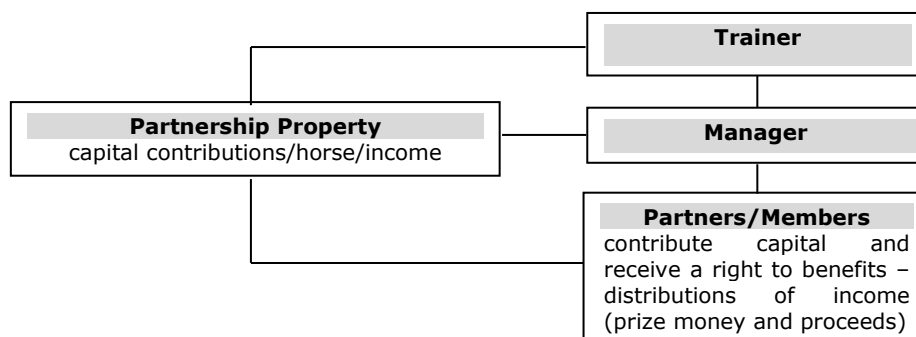 Trainer
Partnership Property
capital contributions/horse/income
Manager
Partners/Members
contribute capital and
receive a right to benefits –
distributions of income
(prize money and proceeds)